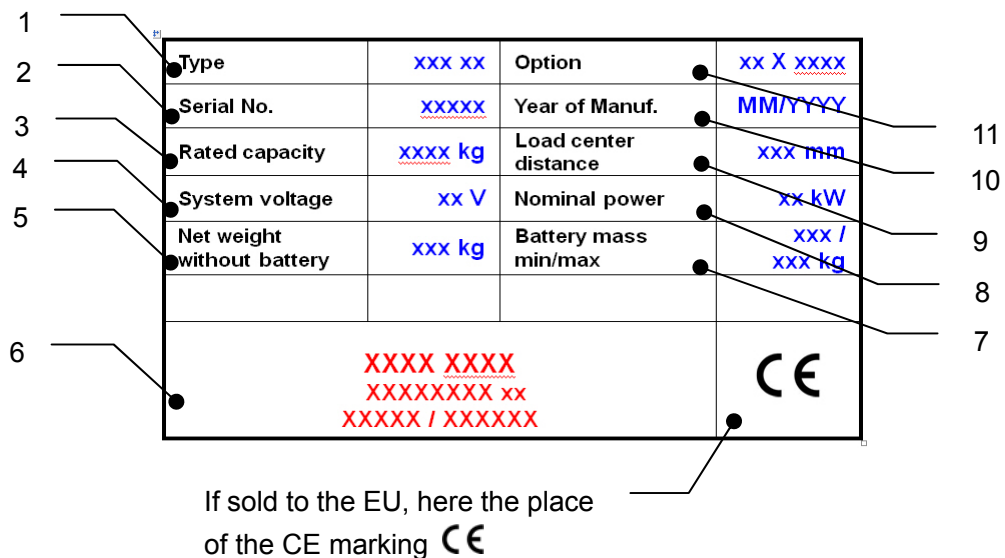 1
2
3
4
5
6
Type xxx xx Option xx X xxxx
Serial No. xxxxx Year of Manuf. MM/YYYY
Rated capacity xxxx kg Load center distance xxx mm
System voltage xx V Nominal power xx kW
Net weight without battery xxx kg Battery mass min/max xxx / xxx kg
XXXX XXXX
XXXXXXXX xx
XXXXX / XXXXXX
CE
11
10
9
8
7
If sold to the EU, here the place
of the CE marking CE